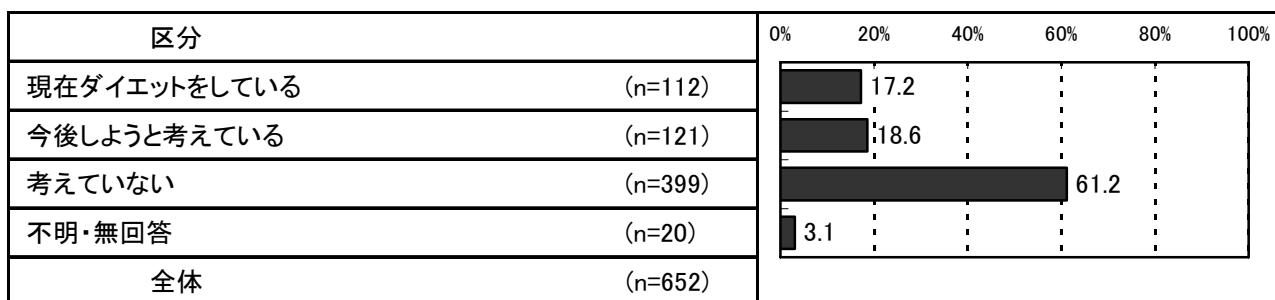 区分 0% 20% 40% 60% 80% 100%
現在ダイエットをしている (n=112) 17.2
今後しようと考えている (n=121) 18.6
考えていない (n=399) 61.2
不明・無回答 (n=20) 3.1
全体 (n=652)